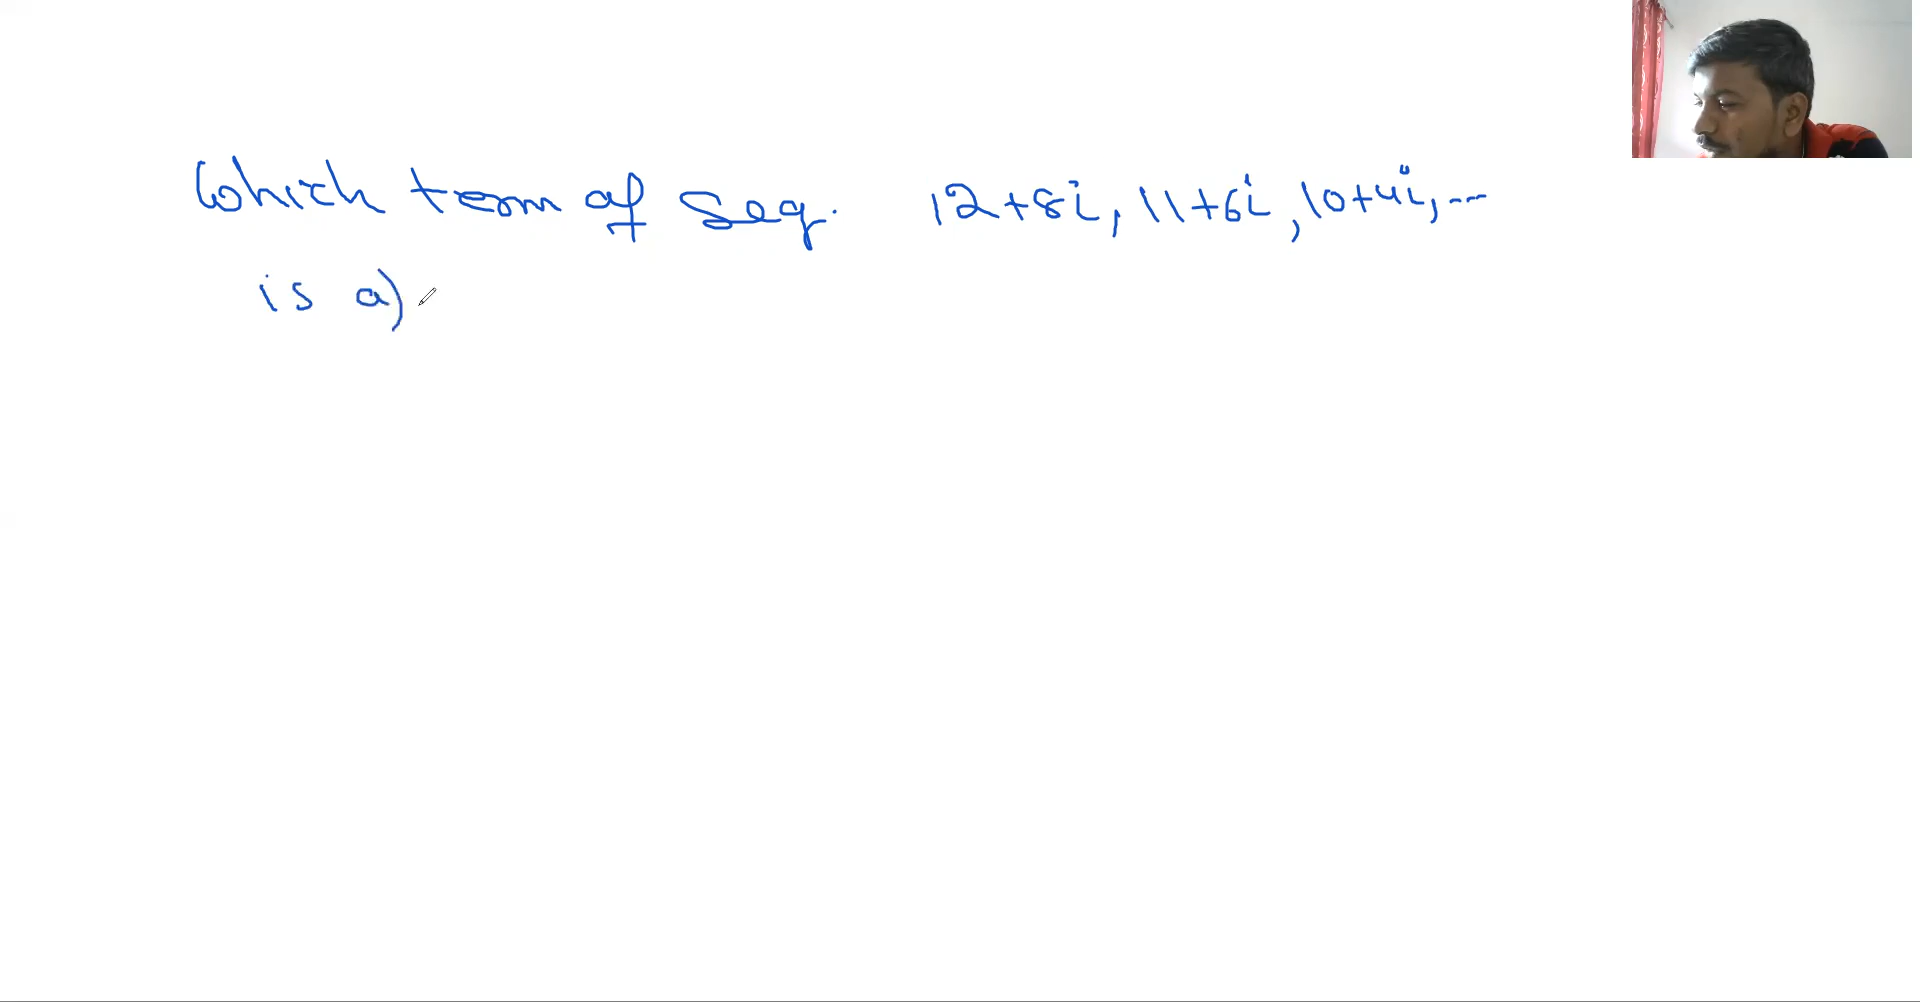 Which term of Seq. 12+8i, 11+6i, 10+4i, ---
is a)